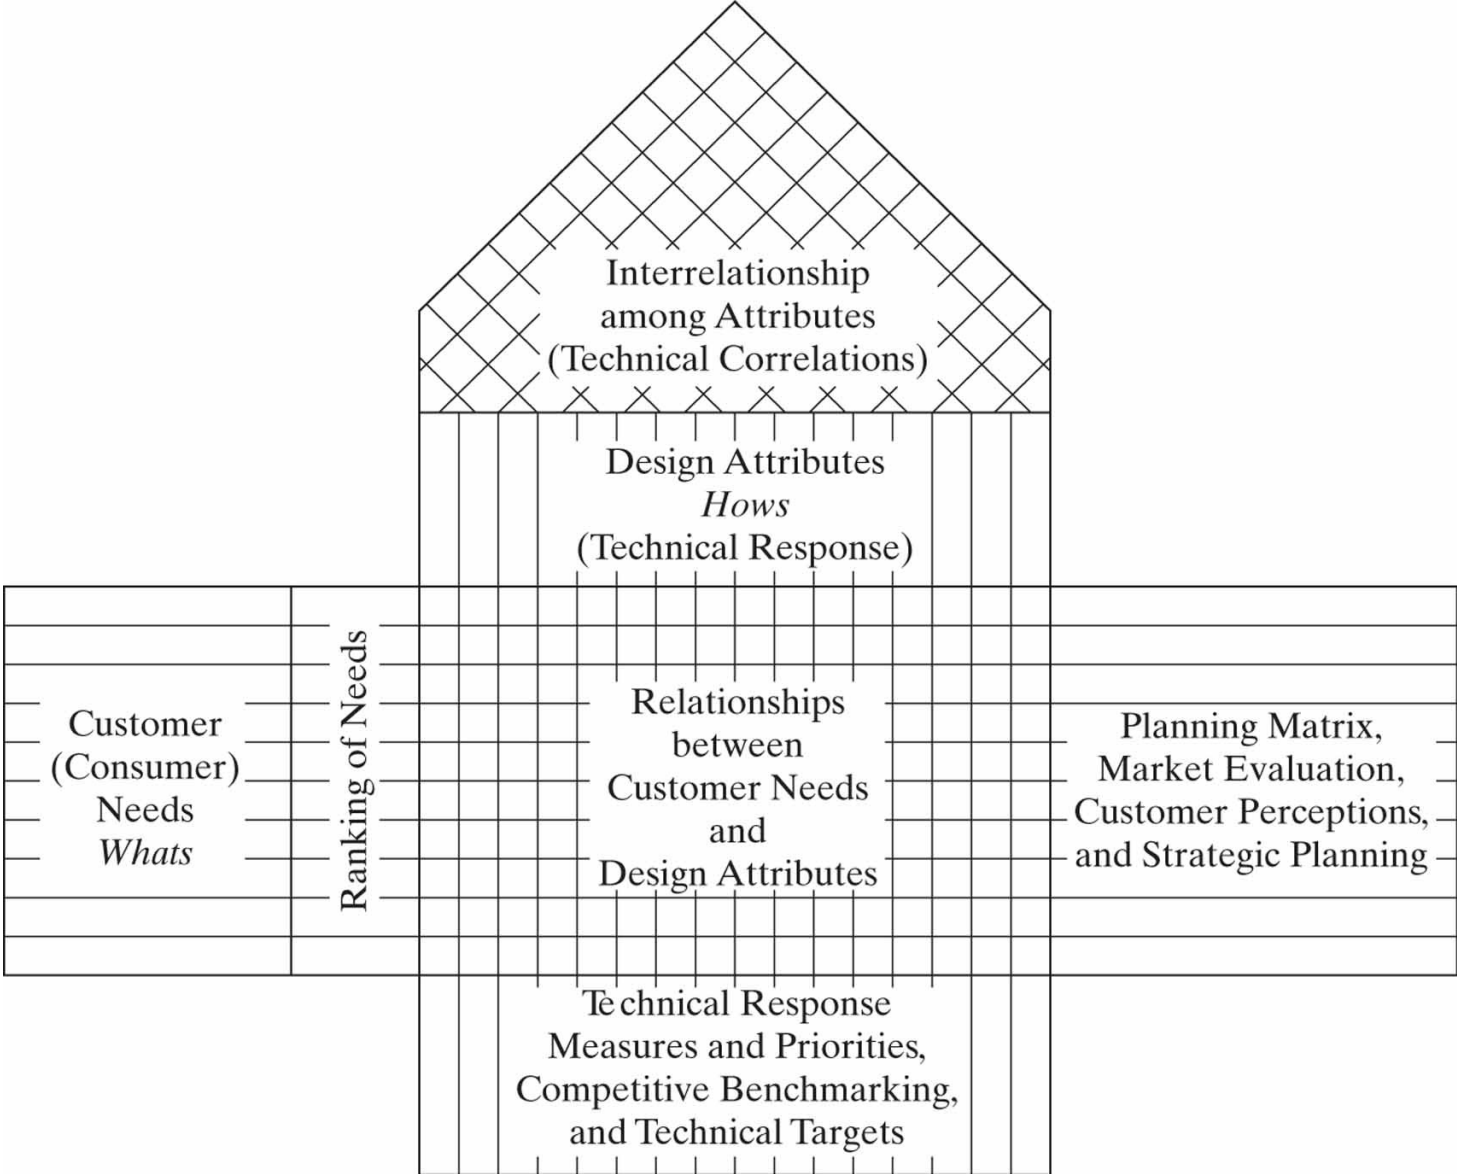 Interrelationship
among Attributes
(Technical Correlations)
Design Attributes
Hows
(Technical Response)
Customer
(Consumer)
Needs
Whats
Ranking of Needs
Relationships
between
Customer Needs
and
Design Attributes
Planning Matrix,
Market Evaluation,
Customer Perceptions,
and Strategic Planning
Technical Response
Measures and Priorities,
Competitive Benchmarking,
and Technical Targets